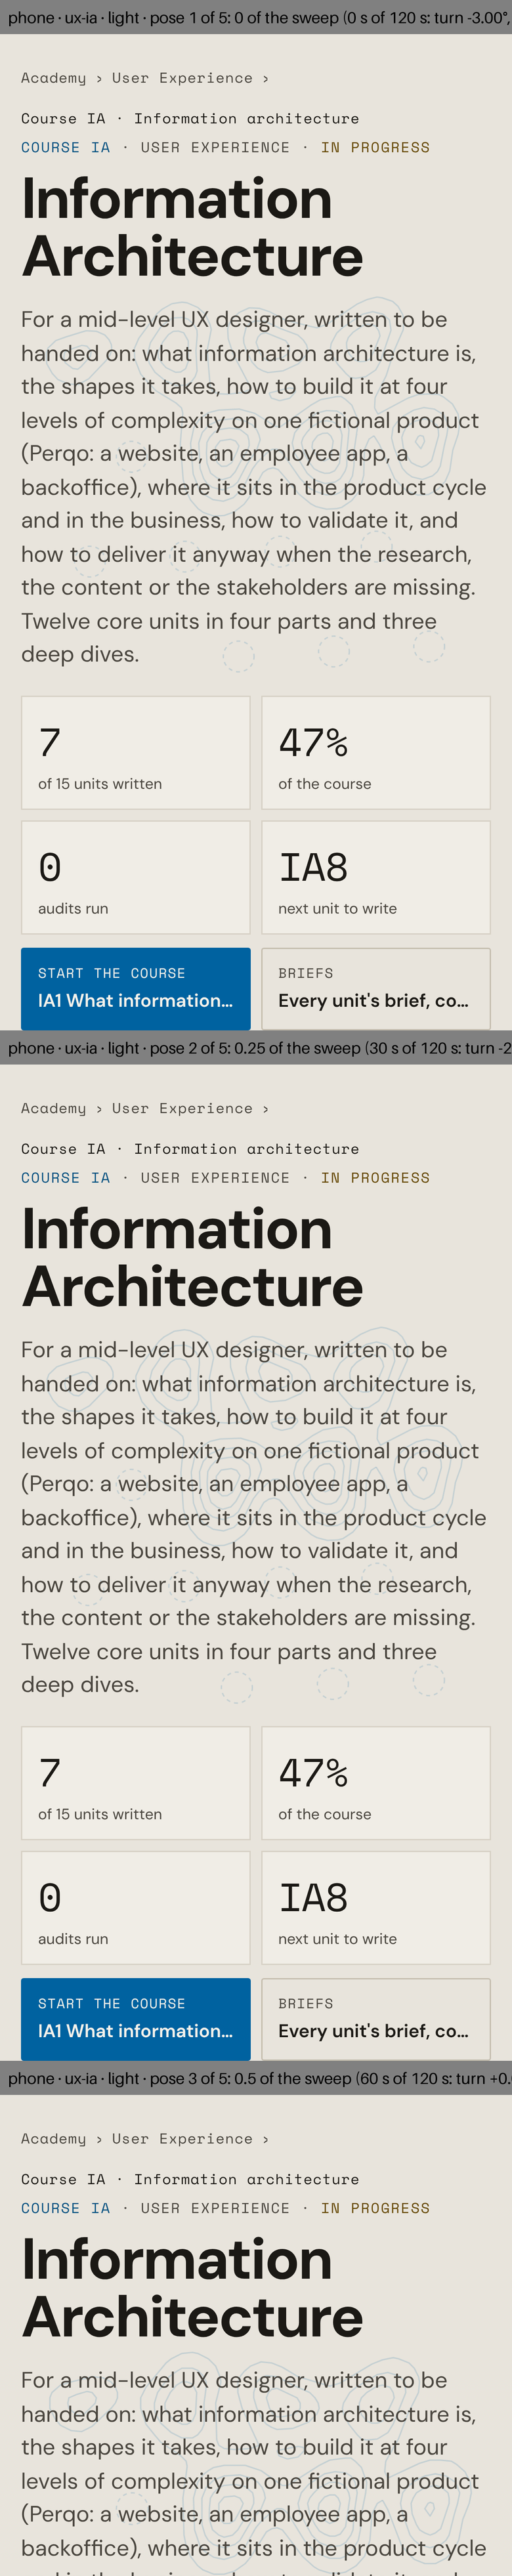 phone · ux-ia · light · pose 1 of 5: 0 of the sweep (0 s of 120 s: turn -3.00°,
Academy › User Experience ›
Course IA · Information architecture
COURSE IA · USER EXPERIENCE · IN PROGRESS
Information
Architecture
For a mid-level UX designer, written to be
handed on: what information architecture is,
the shapes it takes, how to build it at four
levels of complexity on one fictional product
(Perqo: a website, an employee app, a
backoffice), where it sits in the product cycle
and in the business, how to validate it, and
how to deliver it anyway when the research,
the content or the stakeholders are missing.
Twelve core units in four parts and three
deep dives.
7
of 15 units written
47%
of the course
0
audits run
IA8
next unit to write
START THE COURSE
IA1 What information…
BRIEFS
Every unit's brief, co…
phone · ux-ia · light · pose 2 of 5: 0.25 of the sweep (30 s of 120 s: turn -2
Academy › User Experience ›
Course IA · Information architecture
COURSE IA · USER EXPERIENCE · IN PROGRESS
Information
Architecture
For a mid-level UX designer, written to be
handed on: what information architecture is,
the shapes it takes, how to build it at four
levels of complexity on one fictional product
(Perqo: a website, an employee app, a
backoffice), where it sits in the product cycle
and in the business, how to validate it, and
how to deliver it anyway when the research,
the content or the stakeholders are missing.
Twelve core units in four parts and three
deep dives.
7
of 15 units written
47%
of the course
0
audits run
IA8
next unit to write
START THE COURSE
IA1 What information…
BRIEFS
Every unit's brief, co…
phone · ux-ia · light · pose 3 of 5: 0.5 of the sweep (60 s of 120 s: turn +0.
Academy › User Experience ›
Course IA · Information architecture
COURSE IA · USER EXPERIENCE · IN PROGRESS
Information
Architecture
For a mid-level UX designer, written to be
handed on: what information architecture is,
the shapes it takes, how to build it at four
levels of complexity on one fictional product
(Perqo: a website, an employee app, a
backoffice), where it sits in the product cycle